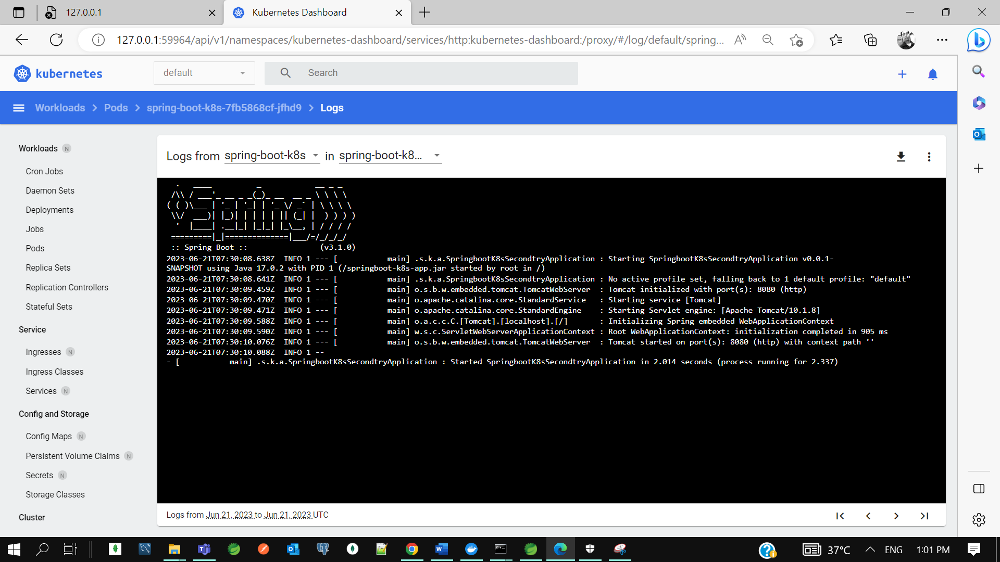 127.0.0.1
Kubernetes Dashboard
127.0.0.1:59964/api/v1/namespaces/kubernetes-dashboard/services/http:kubernetes-dashboard:/proxy/#/log/default/spring...
kubernetes
default
Search
Workloads > Pods > spring-boot-k8s-7fb5868cf-jfhd9 > Logs
Workloads N
Cron Jobs
Daemon Sets
Deployments
Jobs
Pods
Replica Sets
Replication Controllers
Stateful Sets
Service
Ingresses N
Ingress Classes
Services N
Config and Storage
Config Maps N
Persistent Volume Claims N
Secrets N
Storage Classes
Cluster
Logs from spring-boot-k8s in spring-boot-k8...
Spring
:: Spring Boot :: (v3.1.0)
2023-06-21T07:30:08.638Z  INFO 1 --- [           main] .s.k.a.SpringbootK8sSecondtryApplication : Starting SpringbootK8sSecondtryApplication v0.0.1-
SNAPSHOT using Java 17.0.2 with PID 1 (/springboot-k8s-app.jar started by root in /)
2023-06-21T07:30:08.641Z  INFO 1 --- [           main] .s.k.a.SpringbootK8sSecondtryApplication : No active profile set, falling back to 1 default profile: "default"
2023-06-21T07:30:09.459Z  INFO 1 --- [           main] o.s.b.w.embedded.tomcat.TomcatWebServer  : Tomcat initialized with port(s): 8080 (http)
2023-06-21T07:30:09.470Z  INFO 1 --- [           main] o.apache.catalina.core.StandardService   : Starting service [Tomcat]
2023-06-21T07:30:09.471Z  INFO 1 --- [           main] o.apache.catalina.core.StandardEngine    : Starting Servlet engine: [Apache Tomcat/10.1.8]
2023-06-21T07:30:09.588Z  INFO 1 --- [           main] o.a.c.c.C.[Tomcat].[localhost].[/]       : Initializing Spring embedded WebApplicationContext
2023-06-21T07:30:09.590Z  INFO 1 --- [           main] w.s.c.ServletWebServerApplicationContext : Root WebApplicationContext: initialization completed in 905 ms
2023-06-21T07:30:10.076Z  INFO 1 --- [           main] o.s.b.w.embedded.tomcat.TomcatWebServer  : Tomcat started on port(s): 8080 (http) with context path ''
2023-06-21T07:30:10.088Z  INFO 1 --
- [           main] .s.k.a.SpringbootK8sSecondtryApplication : Started SpringbootK8sSecondtryApplication in 2.014 seconds (process running for 2.337)
Logs from Jun 21, 2023 to Jun 21, 2023 UTC
37°C
ENG
1:01 PM